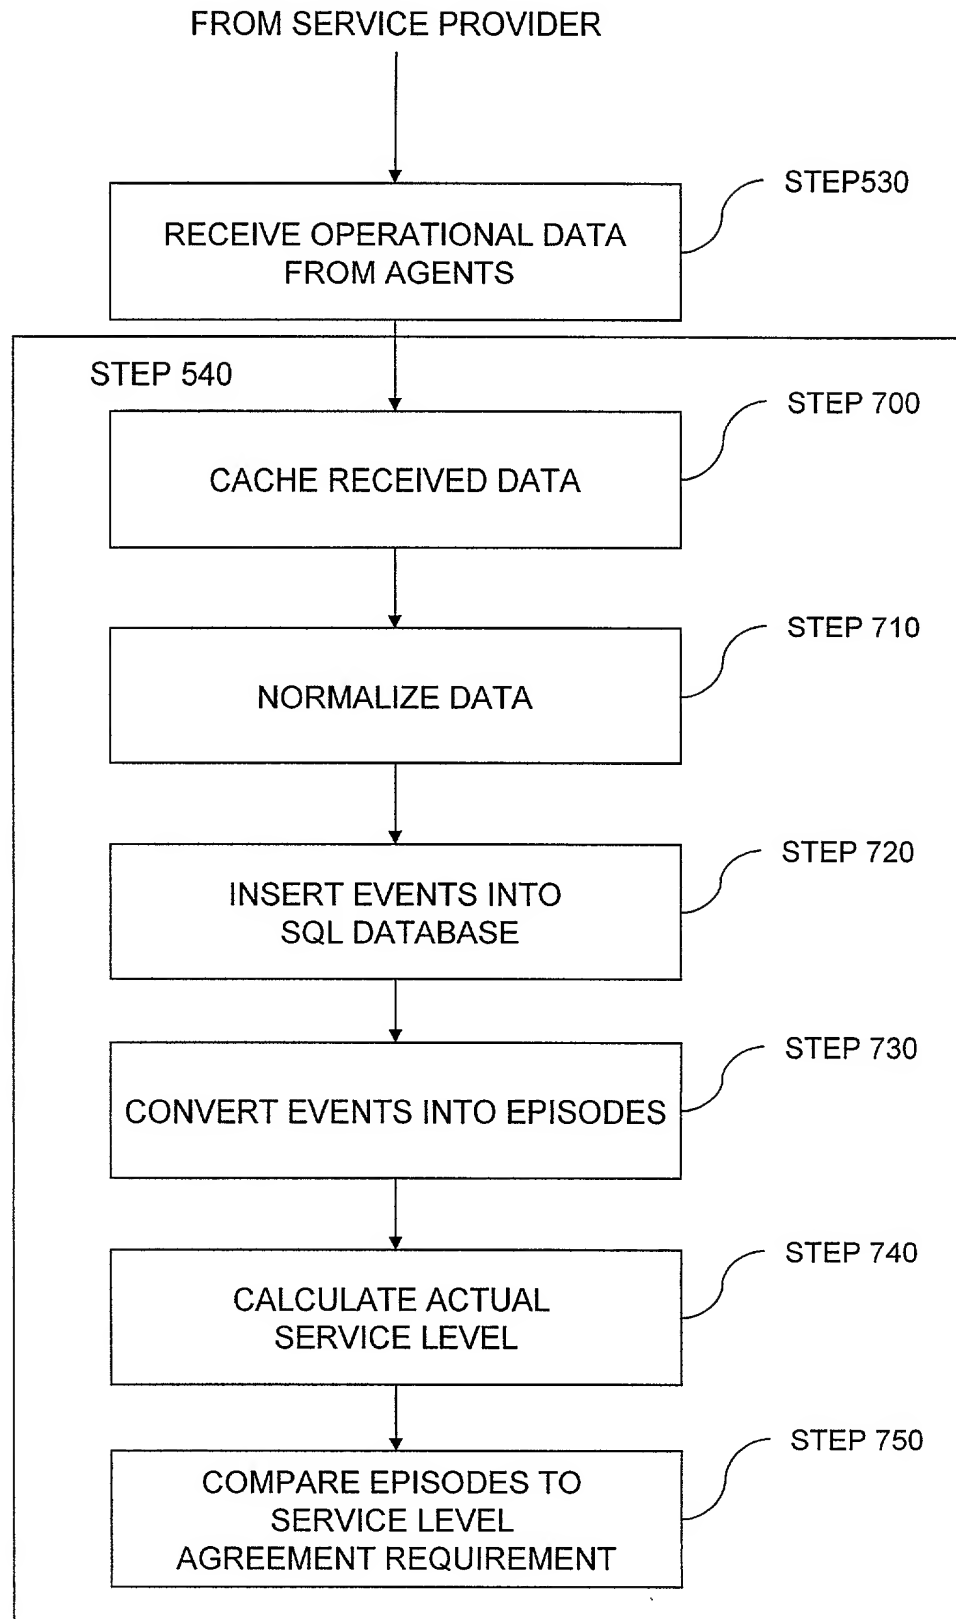 FROM SERVICE PROVIDER
STEP530
RECEIVE OPERATIONAL DATA
FROM AGENTS
STEP 540
STEP 700
CACHE RECEIVED DATA
STEP 710
NORMALIZE DATA
STEP 720
INSERT EVENTS INTO
SQL DATABASE
STEP 730
CONVERT EVENTS INTO EPISODES
STEP 740
CALCULATE ACTUAL
SERVICE LEVEL
STEP 750
COMPARE EPISODES TO
SERVICE LEVEL
AGREEMENT REQUIREMENT